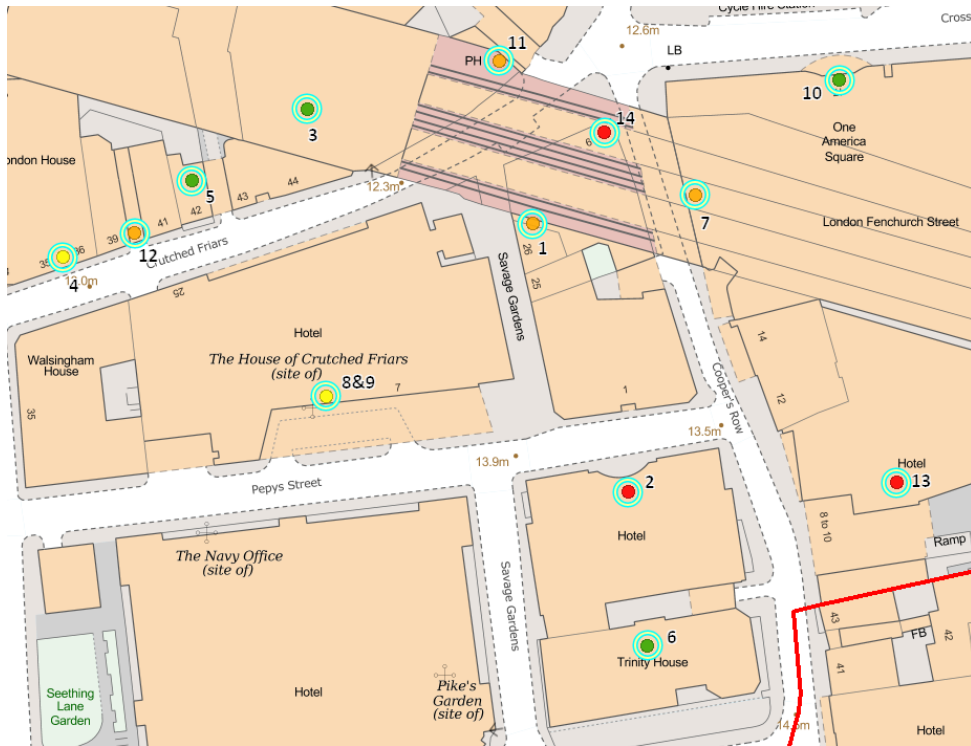 Cycle Hire Station
Cross
12.6m
11
PH
LB
10
One
America
Square
3
14
6
London House
5
44
43
42
41
39
36
35
12.3m
12
Crutched Friars
4
1
26
25
7
London Fenchurch Street
25
Savage Gardens
Hotel
The House of Crutched Friars
(site of)
7
8&9
Walsingham
House
35
14
12
Cooper's Row
1
13.5m
13.9m
Pepys Street
2
Hotel
Hotel
13
8 to 10
Ramp
The Navy Office
(site of)
Savage Gardens
6
Trinity House
43
FB
42
41
Seething
Lane
Garden
Hotel
Pike's
Garden
(site of)
Hotel